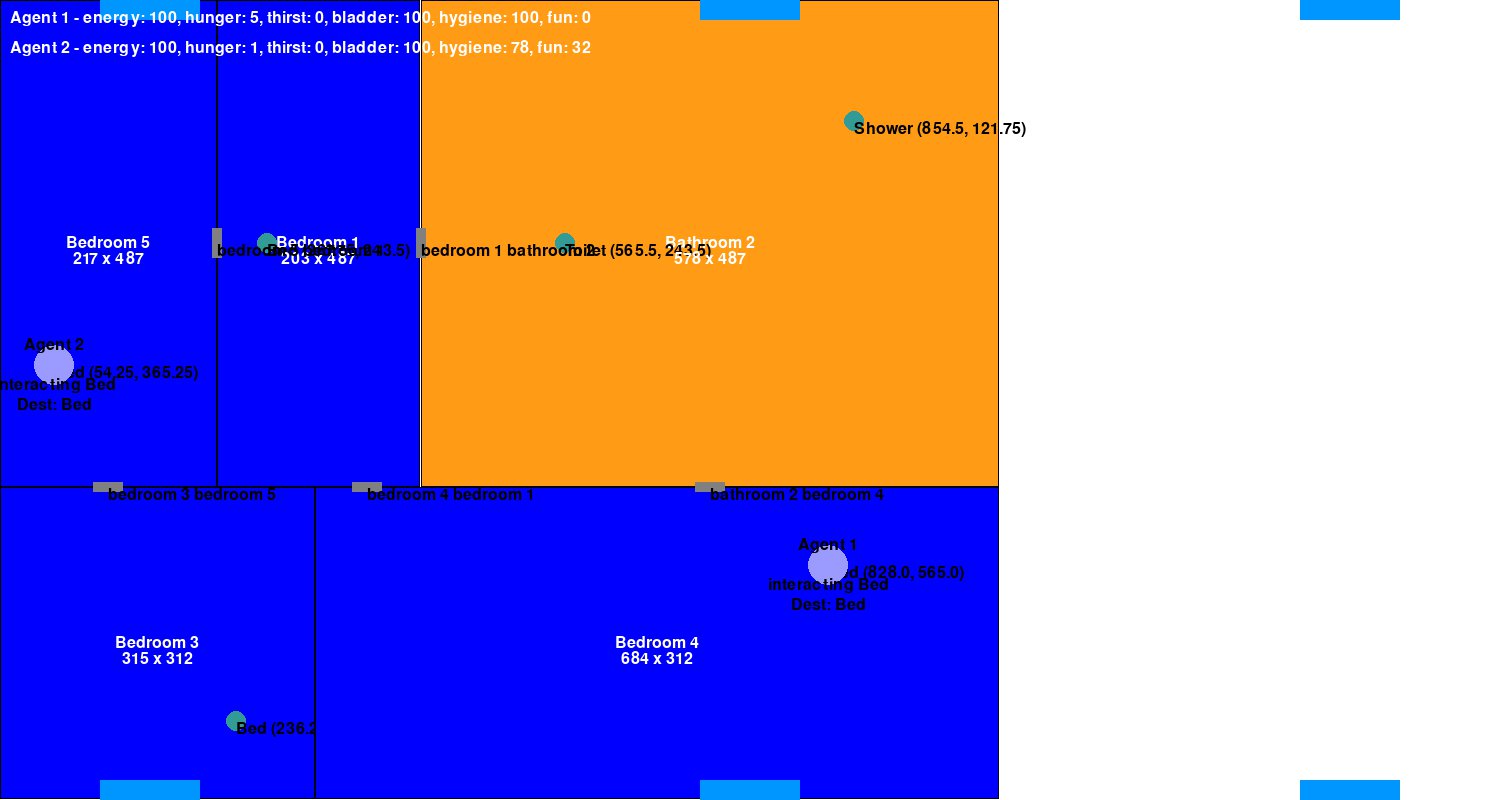 Agent 1 - energy: 100, hunger: 5, thirst: 0, bladder: 100, hygiene: 100, fun: 0
Agent 2 - energy: 100, hunger: 1, thirst: 0, bladder: 100, hygiene: 78, fun: 32
Shower (854.5, 121.75)
Bedroom 5
217 x 487
Bedroom 1
203 x 487
bedroom 1 bathroom 2
Toilet (565.5, 243.5)
Bathroom 2
578 x 487
Agent 2
(54.25, 365.25)
interacting Bed
Dest: Bed
bedroom 3 bedroom 5
bedroom 4 bedroom 1
bathroom 2 bedroom 4
Agent 1
(828.0, 565.0)
interacting Bed
Dest: Bed
Bedroom 3
315 x 312
Bedroom 4
684 x 312
Bed (236.2